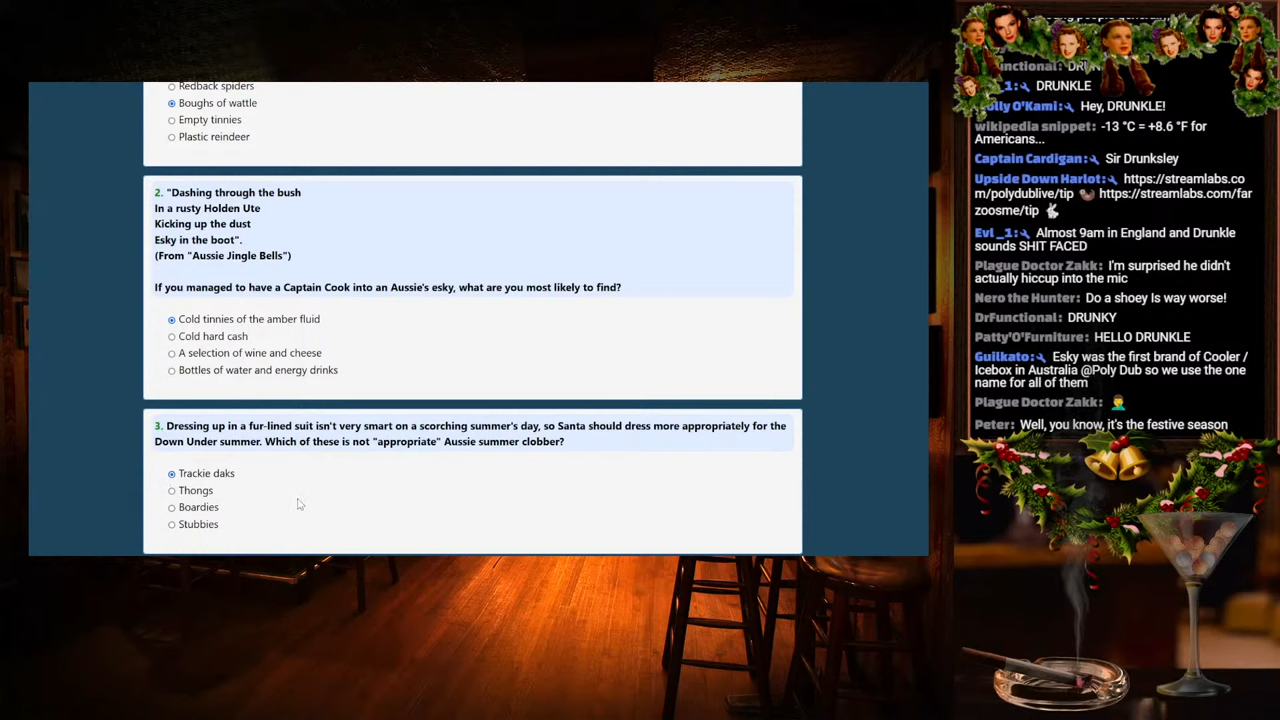 Redback spiders
Boughs of wattle
Empty tinnies
Plastic reindeer
2. "Dashing through the bush
In a rusty Holden Ute
Kicking up the dust
Esky in the boot".
(From "Aussie Jingle Bells")
If you managed to have a Captain Cook into an Aussie's esky, what are you most likely to find?
Cold tinnies of the amber fluid
Cold hard cash
A selection of wine and cheese
Bottles of water and energy drinks
3. Dressing up in a fur-lined suit isn't very smart on a scorching summer's day, so Santa should dress more appropriately for the
Down Under summer. Which of these is not "appropriate" Aussie summer clobber?
Trackie daks
Thongs
Boardies
Stubbies
DRUNKLE
Hey, DRUNKLE!
wikipedia snippet: -13 °C = +8.6 °F for
Americans...
Captain Cardigan: Sir Drunksley
Upside Down Harlot: https://streamlabs.co
m/polydublive/tip 🦦 https://streamlabs.com/far
zoosme/tip 🐇
Evl _1: Almost 9am in England and Drunkle
sounds SHIT FACED
Plague Doctor Zakk: I'm surprised he didn't
actually hiccup into the mic
Nero the Hunter: Do a shoey Is way worse!
DrFunctional: DRUNKY
Patty'O'Furniture: HELLO DRUNKLE
Guilkato: Esky was the first brand of Cooler /
Icebox in Australia @Poly Dub so we use the one
name for all of them
Plague Doctor Zakk: 🤦‍♂️
Peter: Well, you know, it's the festive season